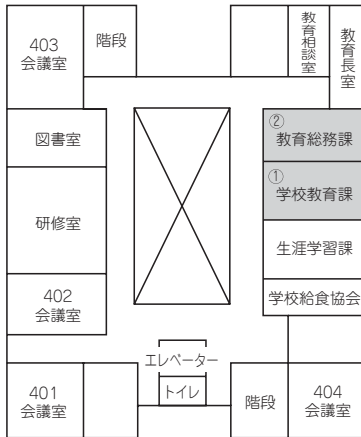 403
会議室
階段
教育相談室
教育長室
図書室
②
教育総務課
①
学校教育課
研修室
生涯学習課
402
会議室
学校給食協会
エレベーター
トイレ
401
会議室
階段
404
会議室